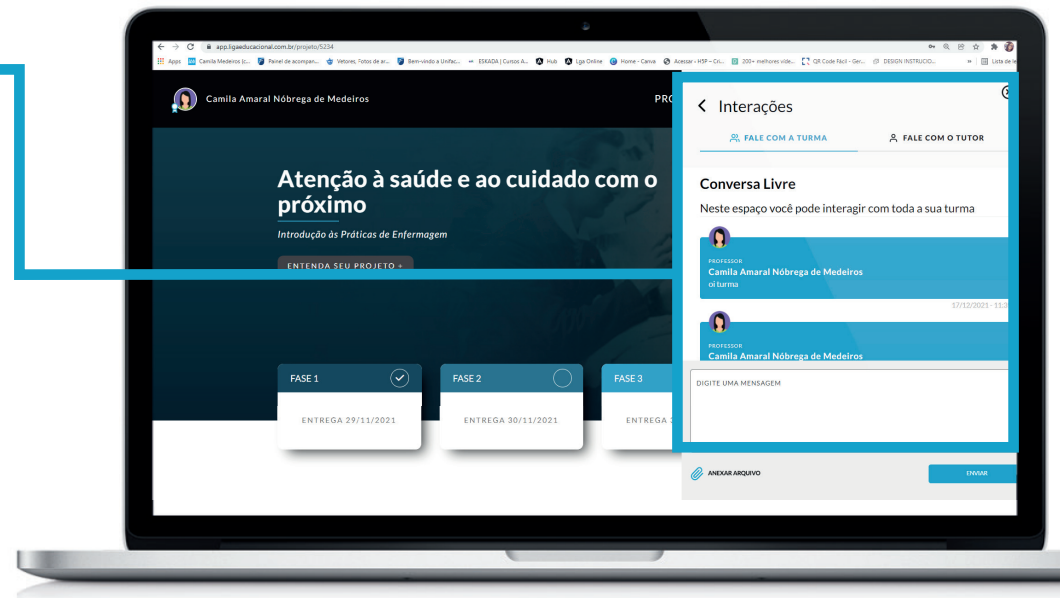 app.ligaeducacional.com.br/projeto/5234
Apps
Camila Medeiros (c...
Painel de acompan...
Vetores, Fotos de ar...
Bem-vindo a Unifac...
ESKADA | Cursos A...
Hub
Lga Online
Home - Canva
Acessar - H5P – Cri...
200+ melhores vide...
QR Code Fácil - Ger...
DESIGN INSTRUCIO...
»
Lista de le
Camila Amaral Nóbrega de Medeiros
PRO
Atenção à saúde e ao cuidado com o
próximo
Introdução às Práticas de Enfermagem
ENTENDA SEU PROJETO +
FASE 1
ENTREGA 29/11/2021
FASE 2
ENTREGA 30/11/2021
FASE 3
ENTREGA
Interações
FALE COM A TURMA
FALE COM O TUTOR
Conversa Livre
Neste espaço você pode interagir com toda a sua turma
PROFESSOR
Camila Amaral Nóbrega de Medeiros
oi turma
17/12/2021 - 11:3
PROFESSOR
Camila Amaral Nóbrega de Medeiros
DIGITE UMA MENSAGEM
ANEXAR ARQUIVO
ENVIAR